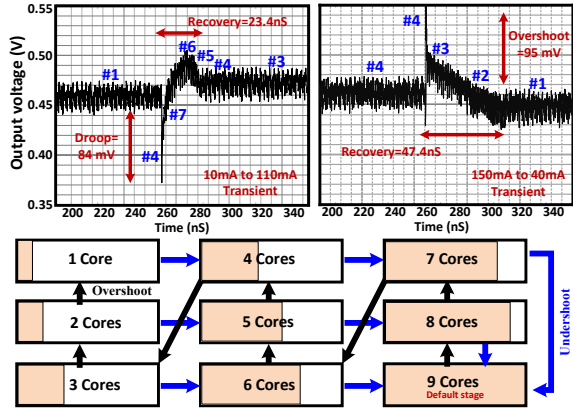 Output voltage (V)
0.55
0.50
0.45
0.40
0.35
Recovery=23.4nS
#6
#5
#1
#4
#3
#7
Droop=
84 mV
#4
10mA to 110mA
Transient
200 220 240 260 280 300 320 340
Time (nS)
#4
Overshoot
=95 mV
#3
#4
#2
#1
Recovery=47.4nS
150mA to 40mA
Transient
200 220 240 260 280 300 320 340
Time (nS)
1 Core
4 Cores
7 Cores
Overshoot
2 Cores
5 Cores
8 Cores
Undershoot
3 Cores
6 Cores
9 Cores
Default stage